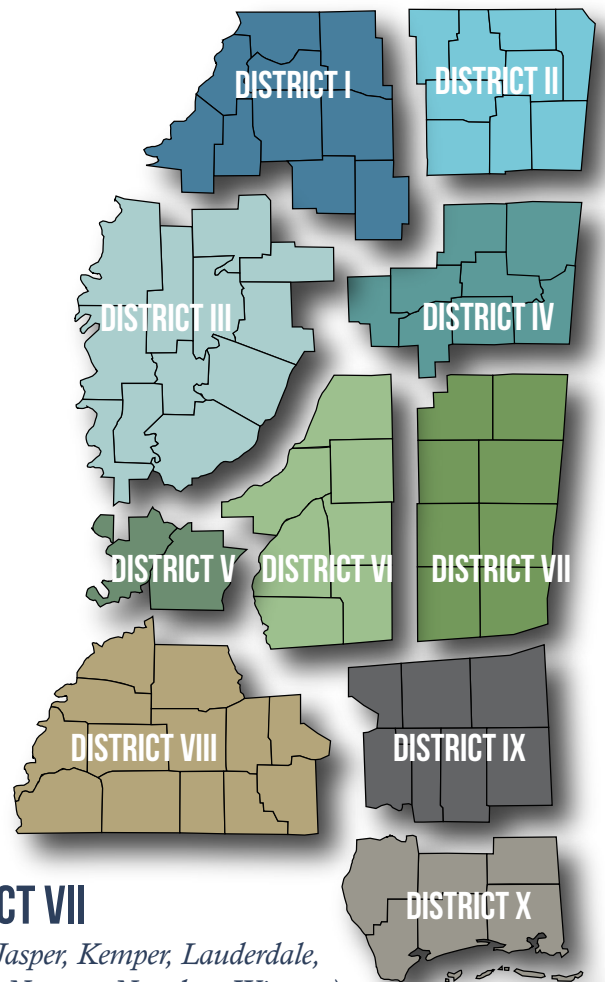 DISTRICT I
DISTRICT II
DISTRICT III
DISTRICT IV
DISTRICT V
DISTRICT VI
DISTRICT VII
DISTRICT VIII
DISTRICT IX
DISTRICT X
CT VII
Jasper, Kemper, Lauderdale,